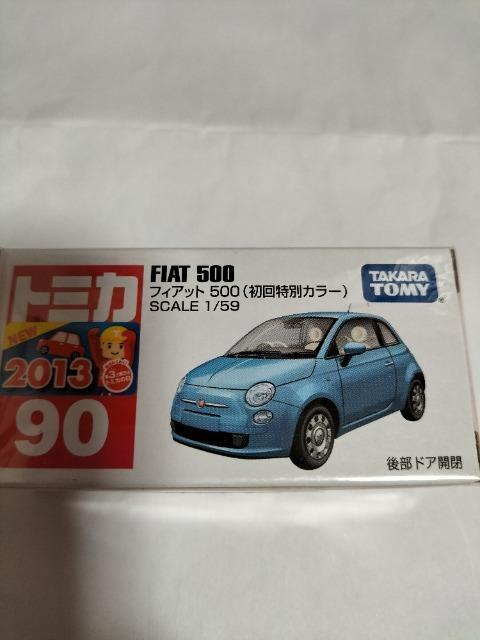 FIAT 500
フィアット 500(初回特別カラー)
SCALE 1/59
TAKARA
TOMY
トミカ
NEW
2013
90
後部ドア開閉